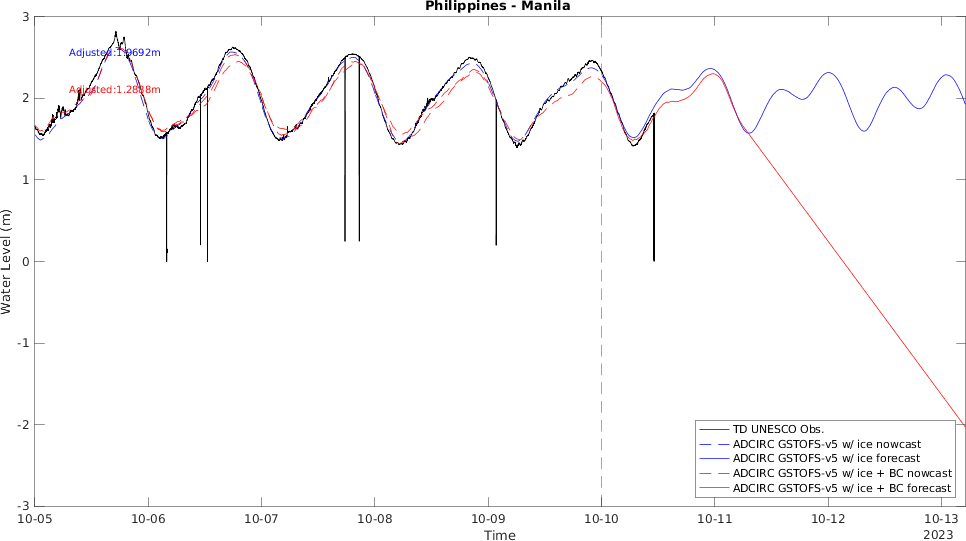 Philippines - Manila
3
2
1
0
-1
-2
-3
Water Level (m)
Adjusted:1.9692m
Adjusted:1.2838m
TD UNESCO Obs.
ADCIRC GSTOFS-v5 w/ ice nowcast
ADCIRC GSTOFS-v5 w/ ice forecast
ADCIRC GSTOFS-v5 w/ ice + BC nowcast
ADCIRC GSTOFS-v5 w/ ice + BC forecast
10-05 10-06 10-07 10-08 10-09 10-10 10-11 10-12 10-13
Time
2023